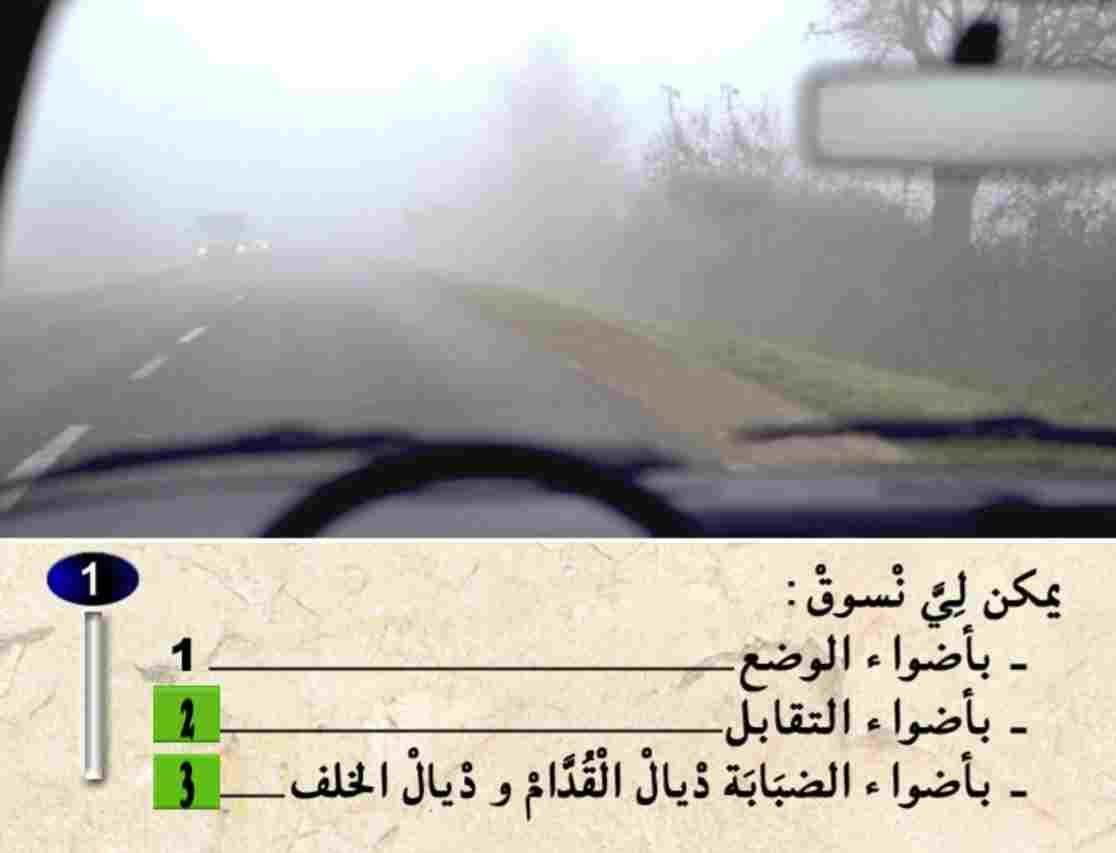 1
يمكن لِيَّ نْسوقْ :
- بأضواء الوضع 1
- بأضواء التقابل 2
- بأضواء الضبَابَة دْيالْ الْقُدَّامْ و دْيالْ الخلف 3